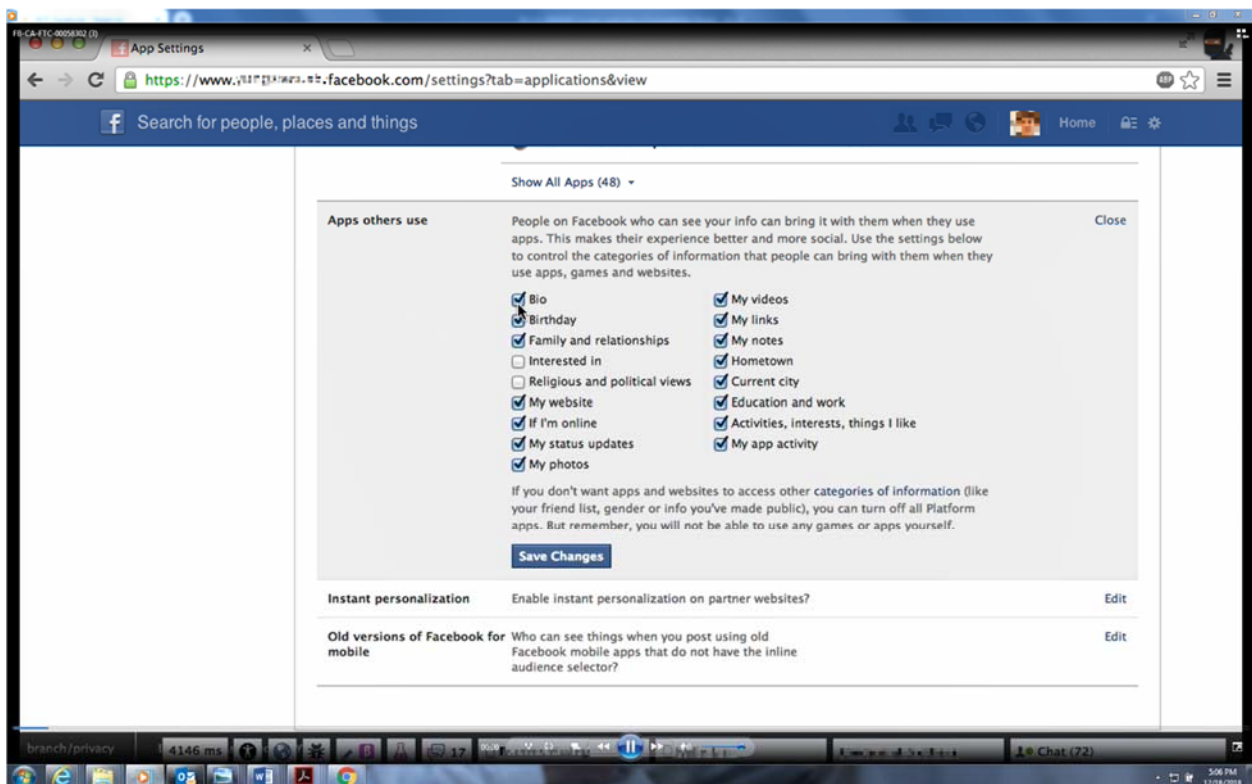 FB-CA-FTC-00058302 (3)
App Settings
https://www.
.facebook.com/settings?tab=applications&view
ABP
f Search for people, places and things
Home
Show All Apps (48)
Apps others use
People on Facebook who can see your info can bring it with them when they use
apps. This makes their experience better and more social. Use the settings below
to control the categories of information that people can bring with them when they
use apps, games and websites.
Close
Bio
Birthday
Family and relationships
Interested in
Religious and political views
My website
If I'm online
My status updates
My photos
My videos
My links
My notes
Hometown
Current city
Education and work
Activities, interests, things I like
My app activity
If you don't want apps and websites to access other categories of information (like
your friend list, gender or info you've made public), you can turn off all Platform
apps. But remember, you will not be able to use any games or apps yourself.
Save Changes
Instant personalization
Enable instant personalization on partner websites?
Edit
Old versions of Facebook for
mobile
Who can see things when you post using old
Facebook mobile apps that do not have the inline
audience selector?
Edit
branch/privacy
4146 ms
17
Chat (72)
5:06 PM